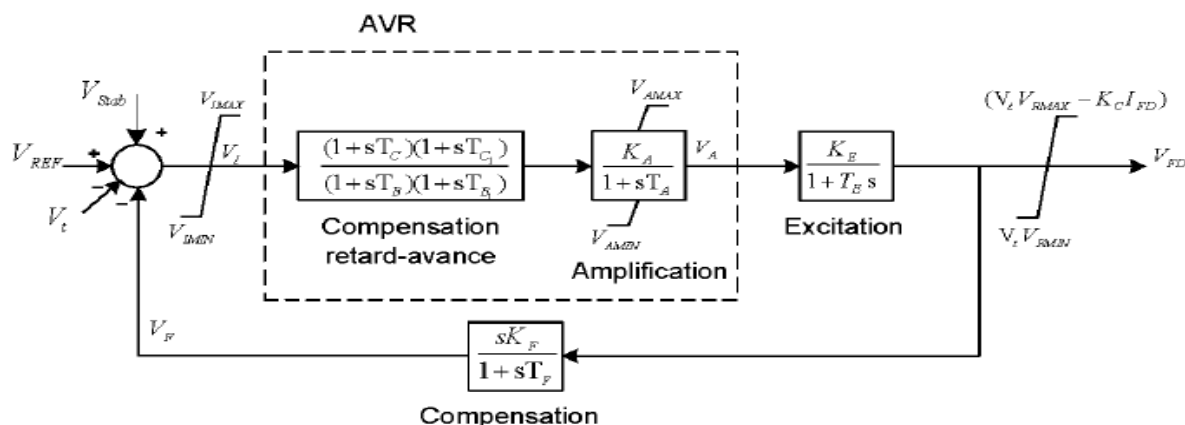 AVR
V_Stab
V_IMAX
V_AMAX
(V_t V_RMAX – K_C I_FD)
+
V_REF
+
–
–
V_t
V_I
V_IMIN
(1+sT_C)(1+sT_C1)
(1+sT_B)(1+sT_B1)
K_A
1+sT_A
V_A
K_E
1+T_E s
V_FD
V_AMIN
V_t V_RMIN
Compensation
retard-avance
Amplification
Excitation
V_F
sK_F
1+sT_F
Compensation